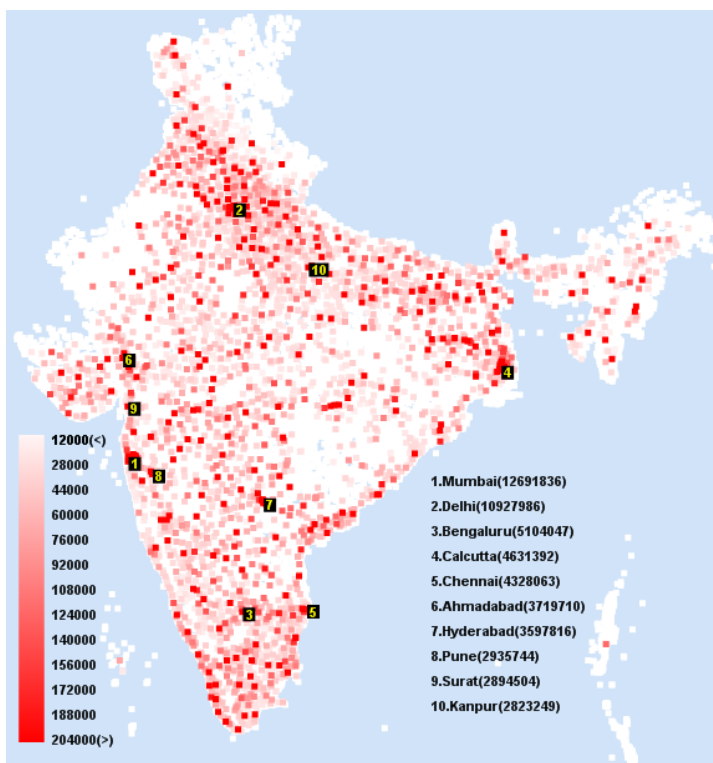 2
10
6
4
9
1
8
7
3
5
12000(<)
28000
44000
60000
76000
92000
108000
124000
140000
156000
172000
188000
204000(>)
1.Mumbai(12691836)
2.Delhi(10927986)
3.Bengaluru(5104047)
4.Calcutta(4631392)
5.Chennai(4328063)
6.Ahmadabad(3719710)
7.Hyderabad(3597816)
8.Pune(2935744)
9.Surat(2894504)
10.Kanpur(2823249)